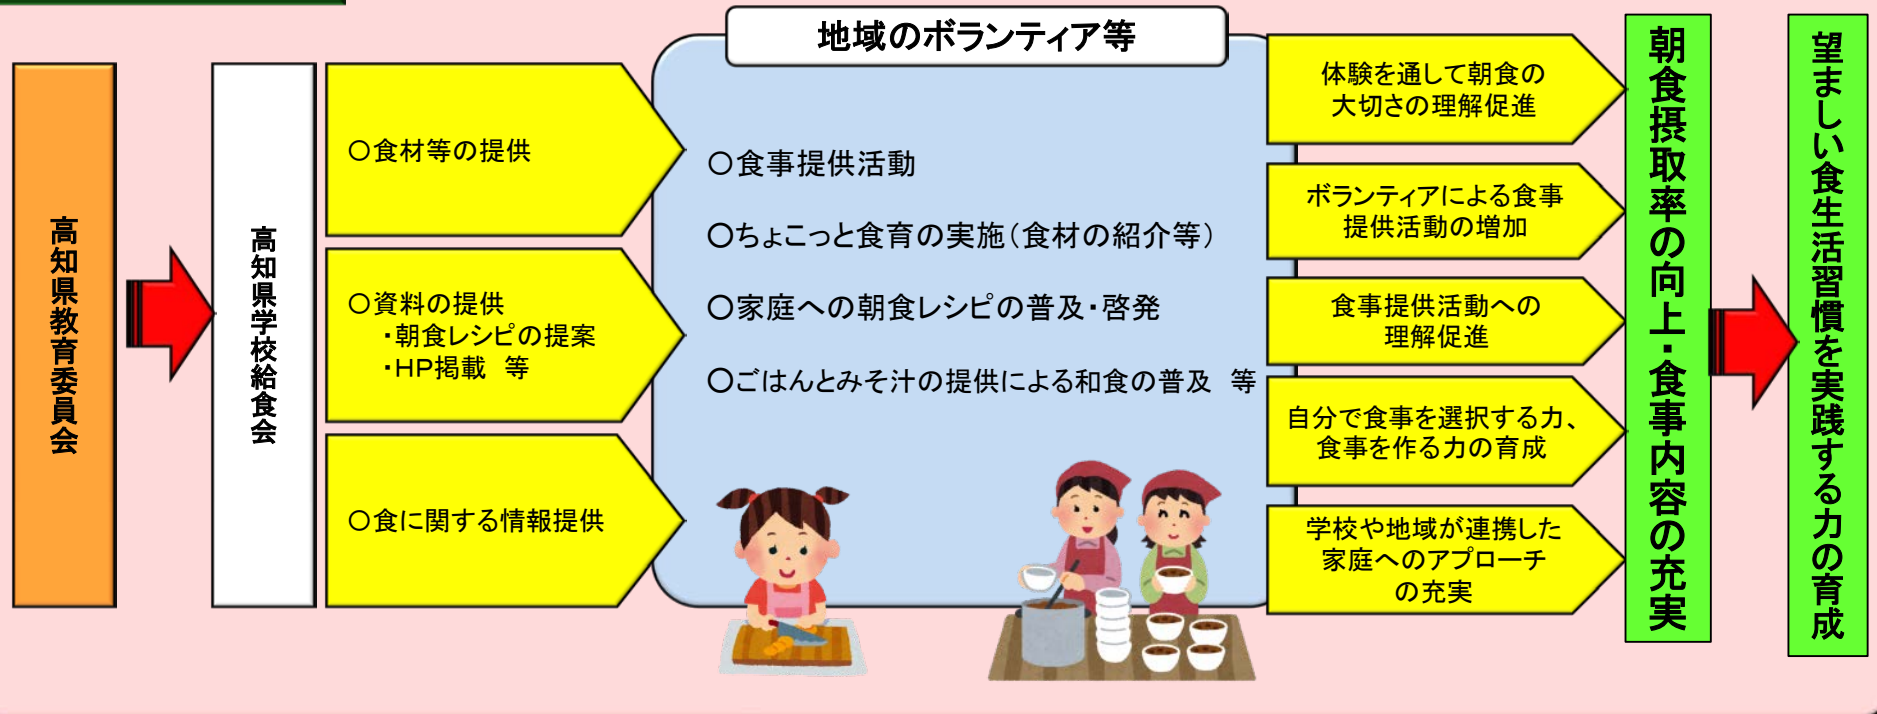 高知県教育委員会
高知県学校給食会
○食材等の提供
○資料の提供
・朝食レシピの提案
・HP掲載　等
○食に関する情報提供
地域のボランティア等
○食事提供活動
○ちょこっと食育の実施（食材の紹介等）
○家庭への朝食レシピの普及・啓発
○ごはんとみそ汁の提供による和食の普及　等
体験を通して朝食の
大切さの理解促進
ボランティアによる食事
提供活動の増加
食事提供活動への
理解促進
自分で食事を選択する力、
食事を作る力の育成
学校や地域が連携した
家庭へのアプローチ
の充実
朝食摂取率の向上・食事内容の充実
望ましい食生活習慣を実践する力の育成